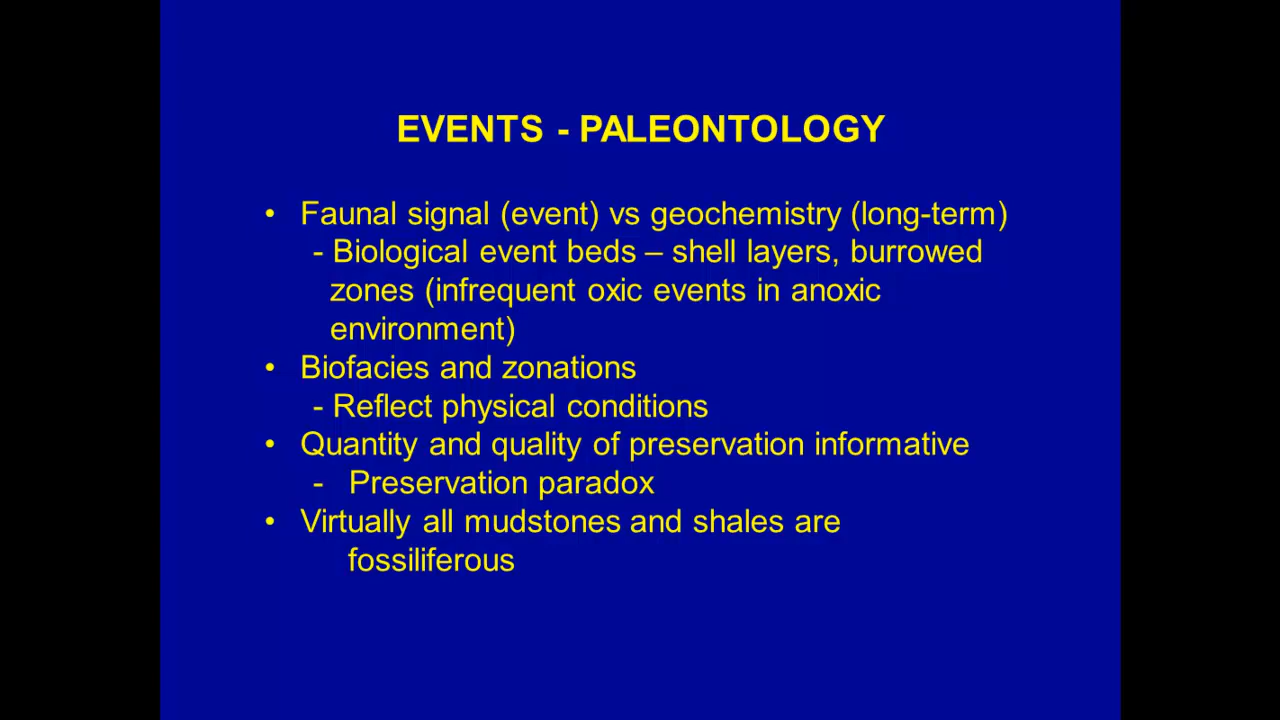 EVENTS - PALEONTOLOGY
• Faunal signal (event) vs geochemistry (long-term)
- Biological event beds – shell layers, burrowed
zones (infrequent oxic events in anoxic
environment)
• Biofacies and zonations
- Reflect physical conditions
• Quantity and quality of preservation informative
- Preservation paradox
• Virtually all mudstones and shales are
fossiliferous